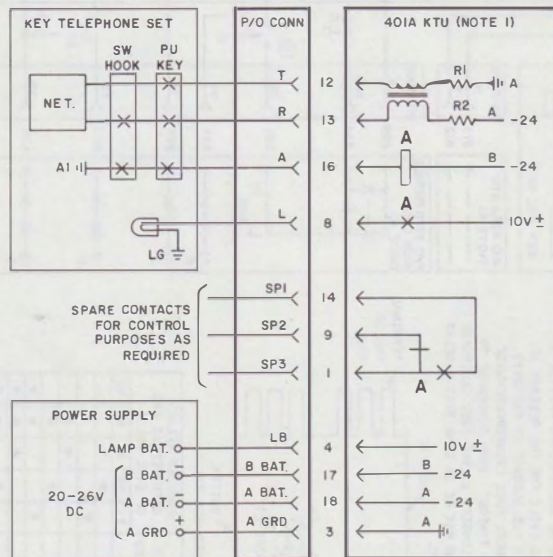 KEY TELEPHONE SET
P/O CONN
401A KTU (NOTE 1)
SW HOOK
PU KEY
NET.
T
12
R1
A
R
13
R2
A
-24
A
A1
A
16
B
-24
A
L
8
10V ±
LG
SPARE CONTACTS
FOR CONTROL
PURPOSES AS
REQUIRED
SP1
14
SP2
9
SP3
1
A
POWER SUPPLY
LAMP BAT.
LB
4
10V ±
20-26V
DC
B BAT.
-
B BAT.
17
B
-24
A BAT.
-
A BAT.
18
A
-24
A GRD
+
A GRD
3
A